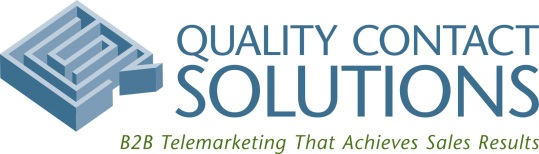 QUALITY CONTACT
SOLUTIONS
B2B Telemarketing That Achieves Sales Results